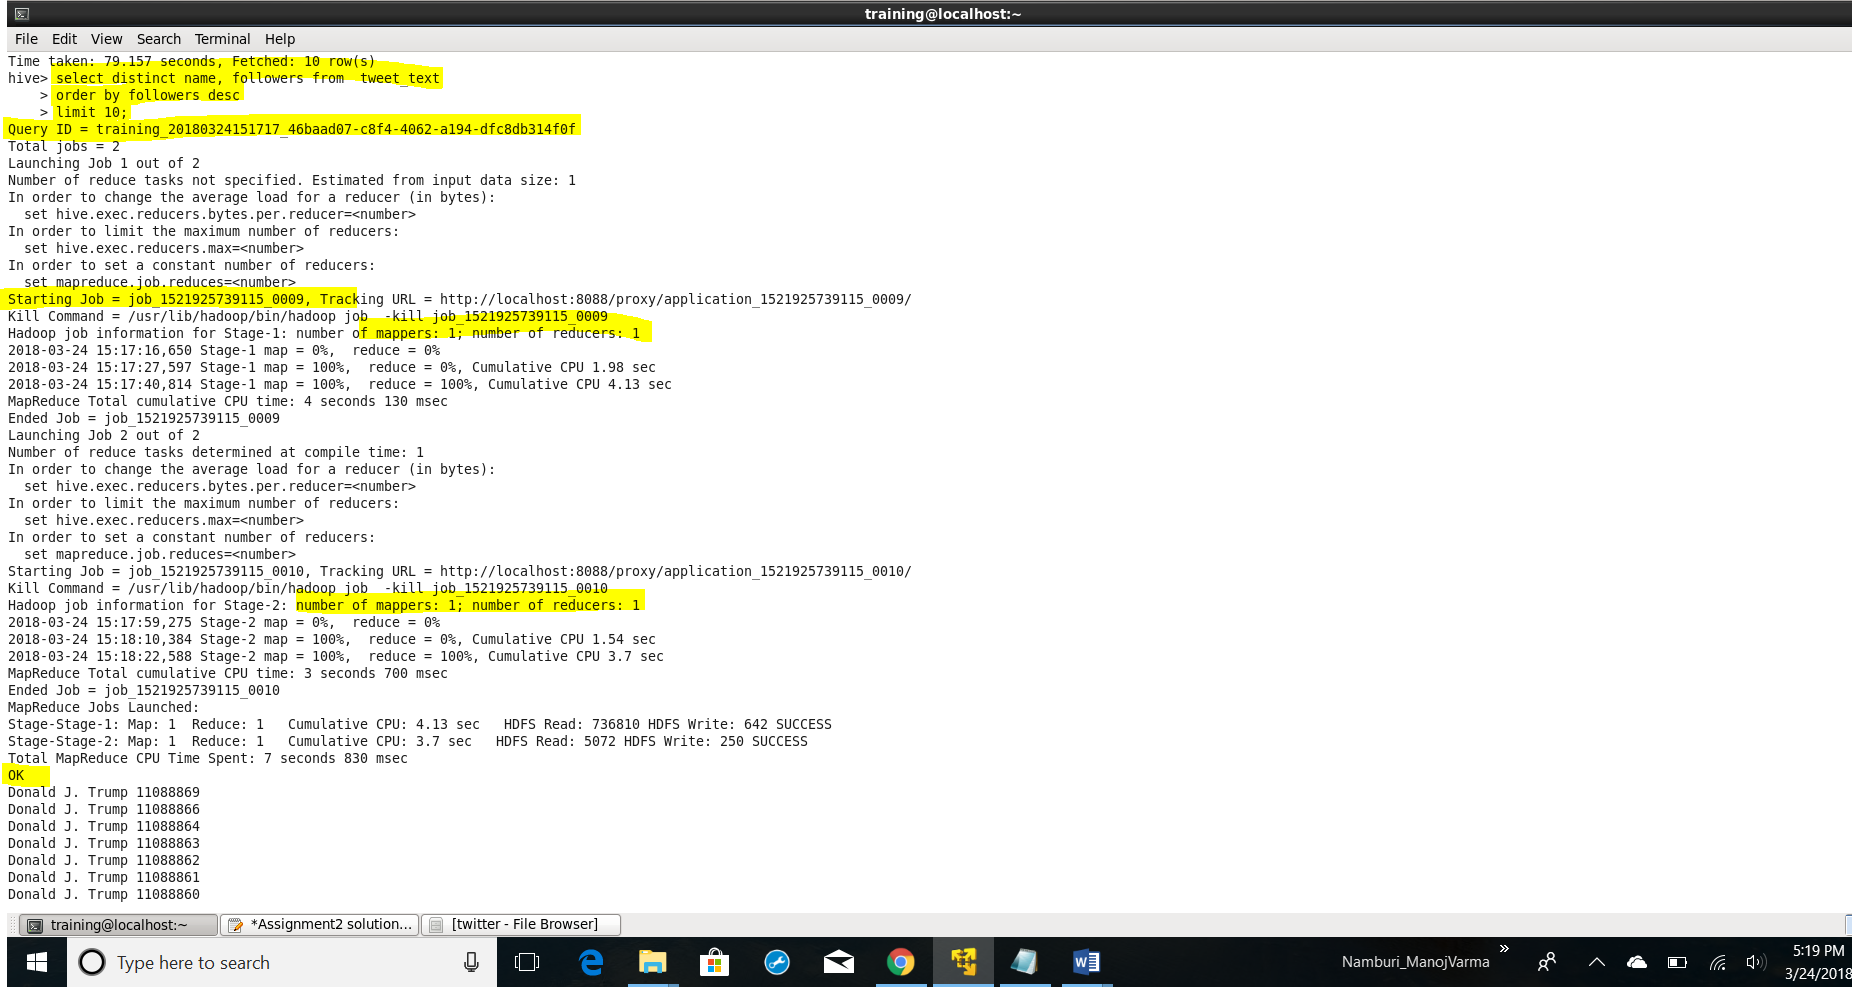 training@localhost:~
File Edit View Search Terminal Help
Time taken: 79.157 seconds, Fetched: 10 row(s)
hive> select distinct name, followers from  tweet_text
    > order by followers desc
    > limit 10;
Query ID = training_20180324151717_46baad07-c8f4-4062-a194-dfc8db314f0f
Total jobs = 2
Launching Job 1 out of 2
Number of reduce tasks not specified. Estimated from input data size: 1
In order to change the average load for a reducer (in bytes):
  set hive.exec.reducers.bytes.per.reducer=<number>
In order to limit the maximum number of reducers:
  set hive.exec.reducers.max=<number>
In order to set a constant number of reducers:
  set mapreduce.job.reduces=<number>
Starting Job = job_1521925739115_0009, Tracking URL = http://localhost:8088/proxy/application_1521925739115_0009/
Kill Command = /usr/lib/hadoop/bin/hadoop job  -kill job_1521925739115_0009
Hadoop job information for Stage-1: number of mappers: 1; number of reducers: 1
2018-03-24 15:17:16,650 Stage-1 map = 0%,  reduce = 0%
2018-03-24 15:17:27,597 Stage-1 map = 100%,  reduce = 0%, Cumulative CPU 1.98 sec
2018-03-24 15:17:40,814 Stage-1 map = 100%,  reduce = 100%, Cumulative CPU 4.13 sec
MapReduce Total cumulative CPU time: 4 seconds 130 msec
Ended Job = job_1521925739115_0009
Launching Job 2 out of 2
Number of reduce tasks determined at compile time: 1
In order to change the average load for a reducer (in bytes):
  set hive.exec.reducers.bytes.per.reducer=<number>
In order to limit the maximum number of reducers:
  set hive.exec.reducers.max=<number>
In order to set a constant number of reducers:
  set mapreduce.job.reduces=<number>
Starting Job = job_1521925739115_0010, Tracking URL = http://localhost:8088/proxy/application_1521925739115_0010/
Kill Command = /usr/lib/hadoop/bin/hadoop job  -kill job_1521925739115_0010
Hadoop job information for Stage-2: number of mappers: 1; number of reducers: 1
2018-03-24 15:17:59,275 Stage-2 map = 0%,  reduce = 0%
2018-03-24 15:18:10,384 Stage-2 map = 100%,  reduce = 0%, Cumulative CPU 1.54 sec
2018-03-24 15:18:22,588 Stage-2 map = 100%,  reduce = 100%, Cumulative CPU 3.7 sec
MapReduce Total cumulative CPU time: 3 seconds 700 msec
Ended Job = job_1521925739115_0010
MapReduce Jobs Launched:
Stage-Stage-1: Map: 1  Reduce: 1   Cumulative CPU: 4.13 sec   HDFS Read: 736810 HDFS Write: 642 SUCCESS
Stage-Stage-2: Map: 1  Reduce: 1   Cumulative CPU: 3.7 sec   HDFS Read: 5072 HDFS Write: 250 SUCCESS
Total MapReduce CPU Time Spent: 7 seconds 830 msec
OK
Donald J. Trump 11088869
Donald J. Trump 11088866
Donald J. Trump 11088864
Donald J. Trump 11088863
Donald J. Trump 11088862
Donald J. Trump 11088861
Donald J. Trump 11088860
training@localhost:~ *Assignment2 solution... [twitter - File Browser]
Type here to search Namburi_ManojVarma » 5:19 PM
3/24/2018